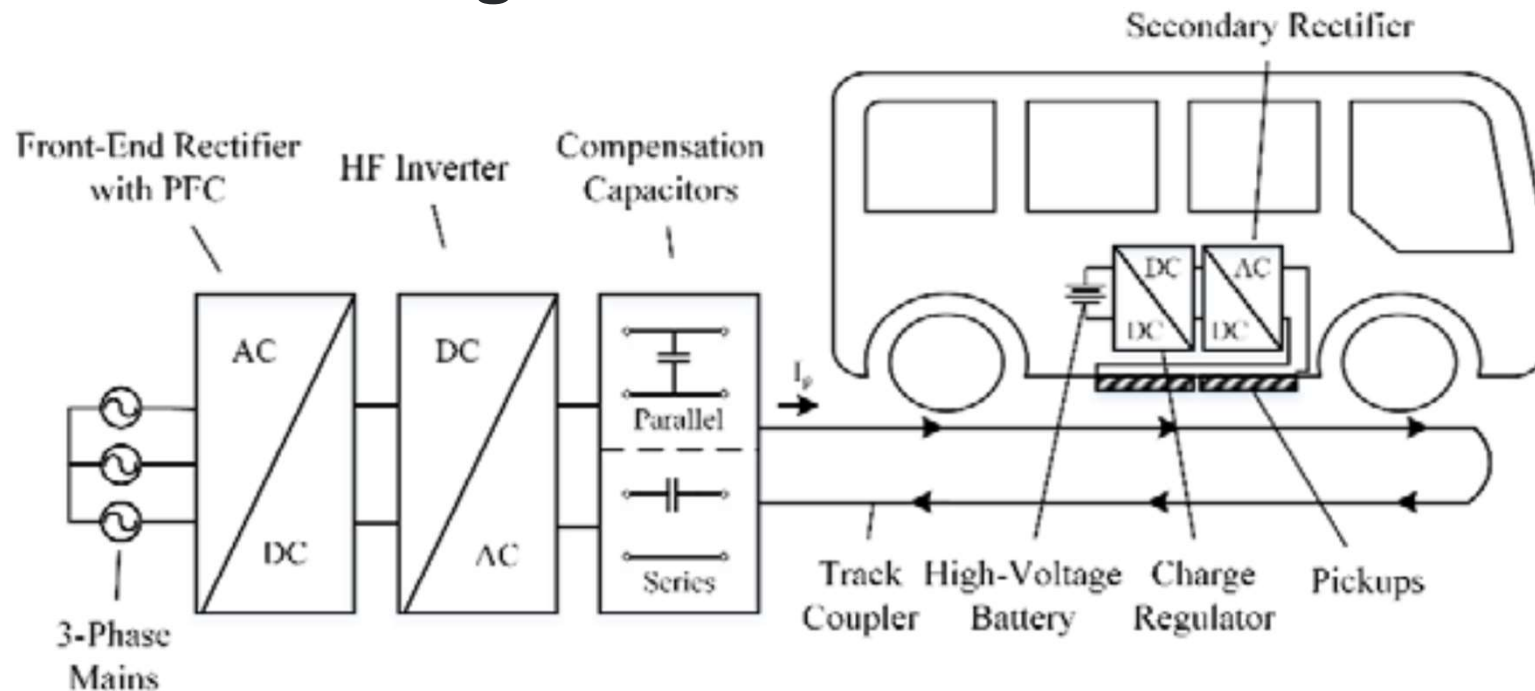 Secondary Rectifier
Front-End Rectifier
with PFC
HF Inverter
Compensation
Capacitors
AC
DC
DC
AC
Parallel
Series
DC
DC
AC
DC
3-Phase
Mains
Track
Coupler
High-Voltage
Battery
Charge
Regulator
Pickups